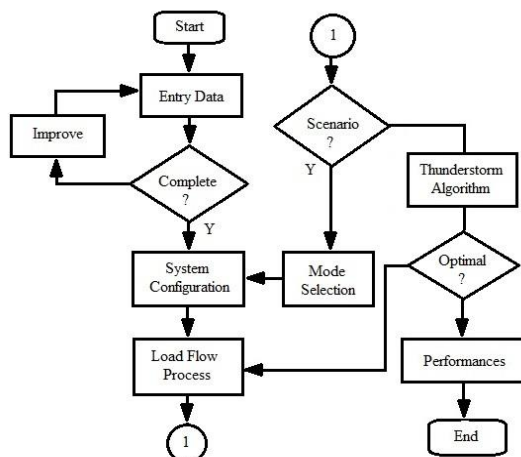 Start
Entry Data
Improve
Complete
?
Y
System
Configuration
Load Flow
Process
1
1
Scenario
?
Y
Mode
Selection
Thunderstorm
Algorithm
Optimal
?
Performances
End